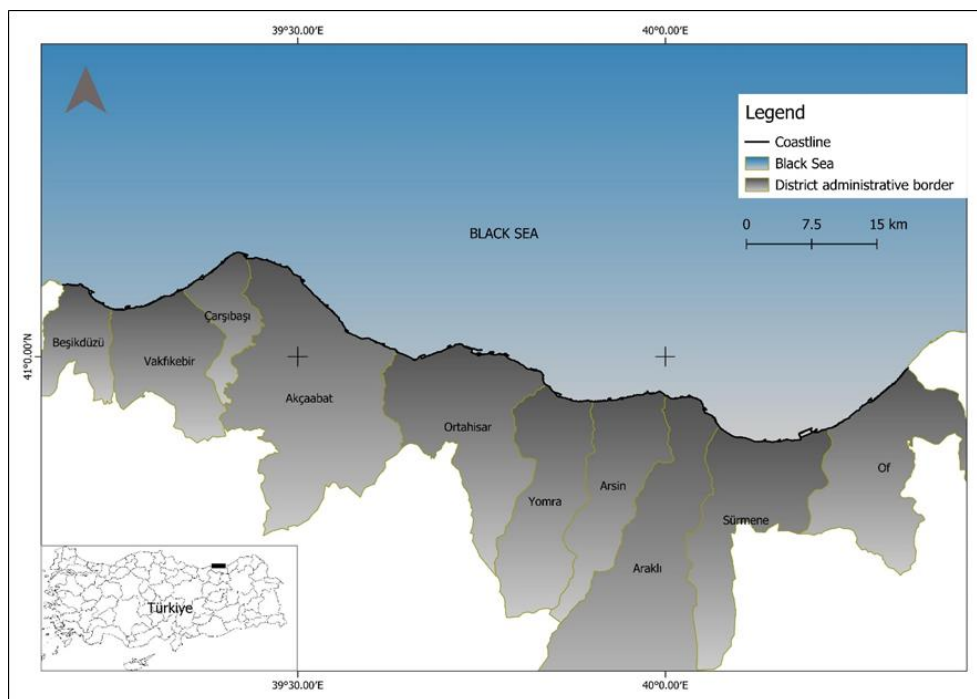 39°30.00'E 40°0.00'E
Legend
Coastline
Black Sea
District administrative border
0 7.5 15 km
BLACK SEA
41°0.00'N
Çarşıbaşı
Beşikdüzü
Vakfıkebir
Akçaabat
Ortahisar
Of
Arsin
Yomra
Sürmene
Araklı
Türkiye
39°30.00'E 40°0.00'E